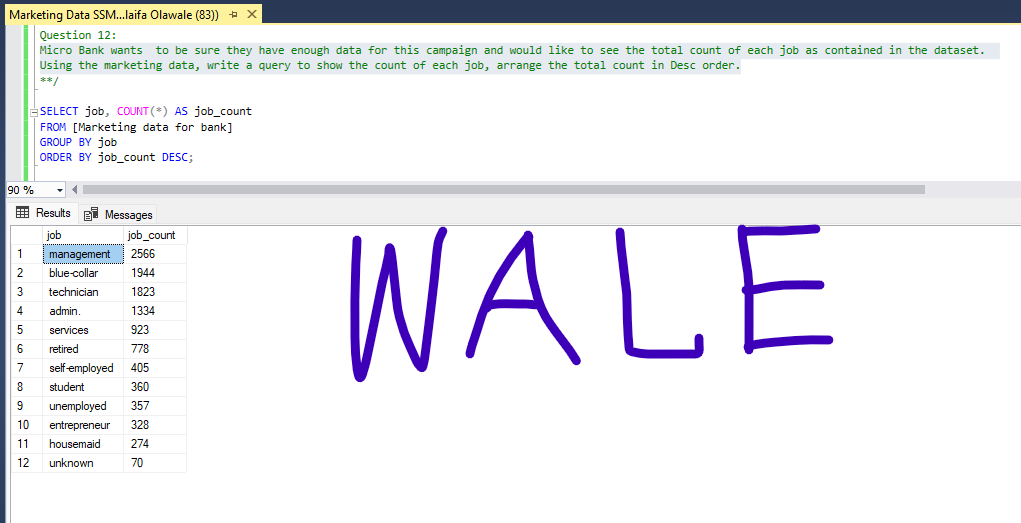 Marketing Data SSM...laifa Olawale (83))
Question 12:
Micro Bank wants  to be sure they have enough data for this campaign and would like to see the total count of each job as contained in the dataset.
Using the marketing data, write a query to show the count of each job, arrange the total count in Desc order.
**/
SELECT job, COUNT(*) AS job_count
FROM [Marketing data for bank]
GROUP BY job
ORDER BY job_count DESC;
90 %
Results Messages
job job_count
1 management 2566
2 blue-collar 1944
3 technician 1823
4 admin. 1334
5 services 923
6 retired 778
7 self-employed 405
8 student 360
9 unemployed 357
10 entrepreneur 328
11 housemaid 274
12 unknown 70
WALE